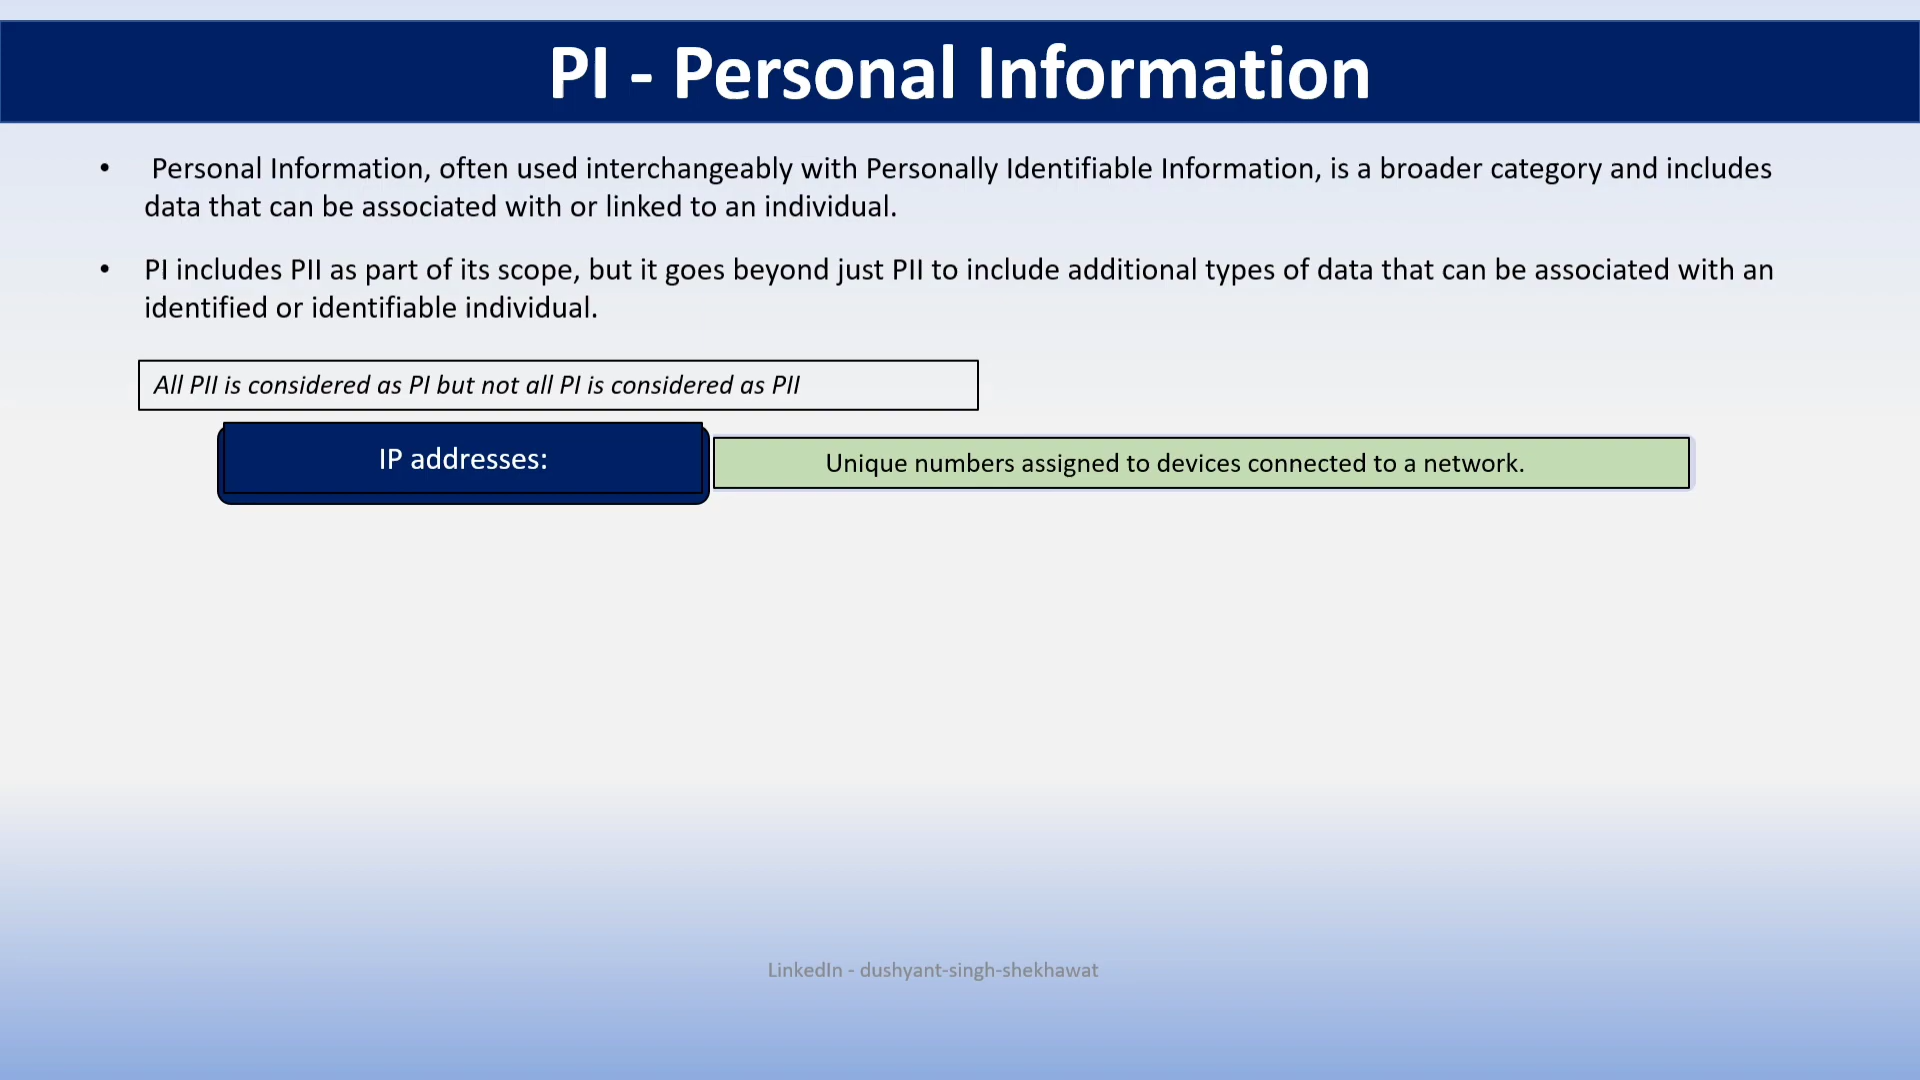 PI - Personal Information
• Personal Information, often used interchangeably with Personally Identifiable Information, is a broader category and includes
data that can be associated with or linked to an individual.
• PI includes PII as part of its scope, but it goes beyond just PII to include additional types of data that can be associated with an
identified or identifiable individual.
All PII is considered as PI but not all PI is considered as PII
IP addresses:
Unique numbers assigned to devices connected to a network.
LinkedIn - dushyant-singh-shekhawat